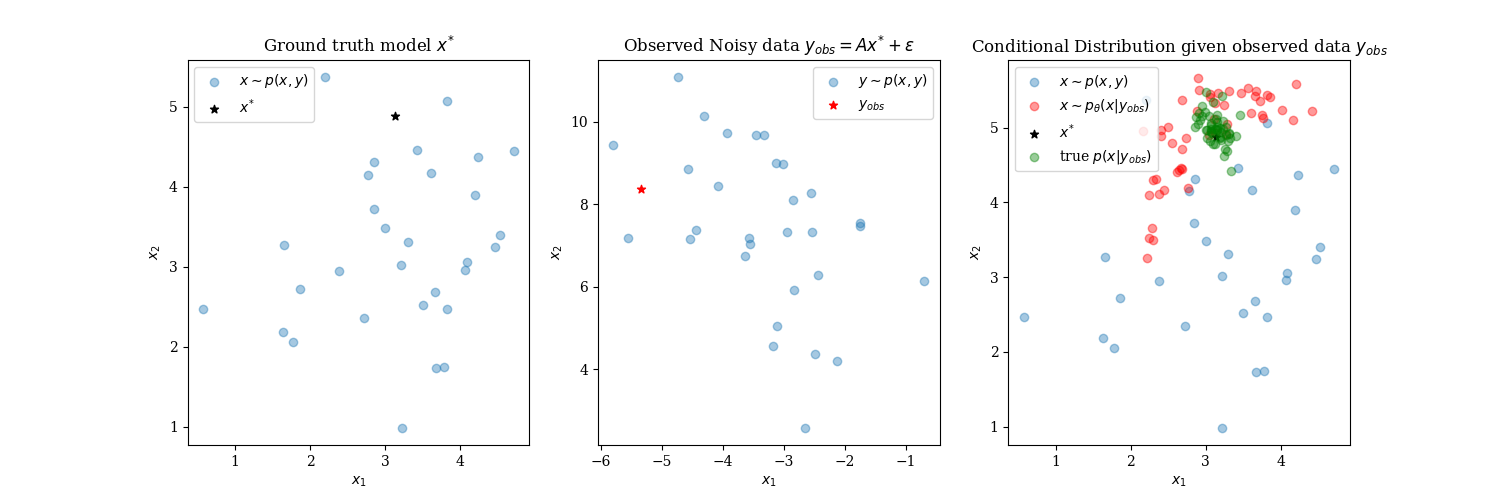 Ground truth model x*
x ~ p(x, y)
x*
5
4
3
2
1
x₂
1
2
3
4
x₁
Observed Noisy data y_obs = Ax* + ε
y ~ p(x, y)
y_obs
10
8
6
4
x₂
−6
−5
−4
−3
−2
−1
x₁
Conditional Distribution given observed data y_obs
x ~ p(x, y)
x ~ p_θ(x|y_obs)
x*
true p(x|y_obs)
5
4
3
2
1
1
2
3
4
x₁